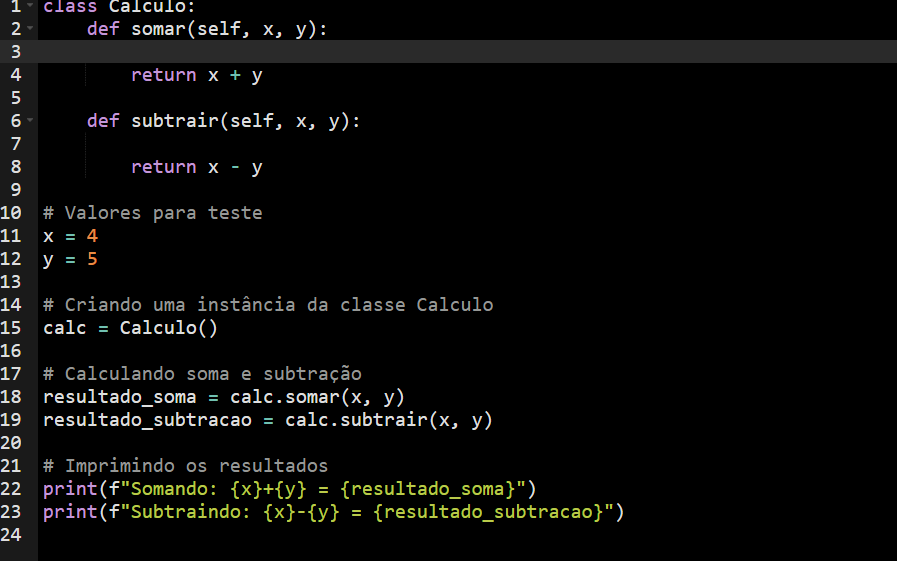 1 class Calculo:
2     def somar(self, x, y):
3
4         return x + y
5
6     def subtrair(self, x, y):
7
8         return x - y
9
10 # Valores para teste
11 x = 4
12 y = 5
13
14 # Criando uma instância da classe Calculo
15 calc = Calculo()
16
17 # Calculando soma e subtração
18 resultado_soma = calc.somar(x, y)
19 resultado_subtracao = calc.subtrair(x, y)
20
21 # Imprimindo os resultados
22 print(f"Somando: {x}+{y} = {resultado_soma}")
23 print(f"Subtraindo: {x}-{y} = {resultado_subtracao}")
24